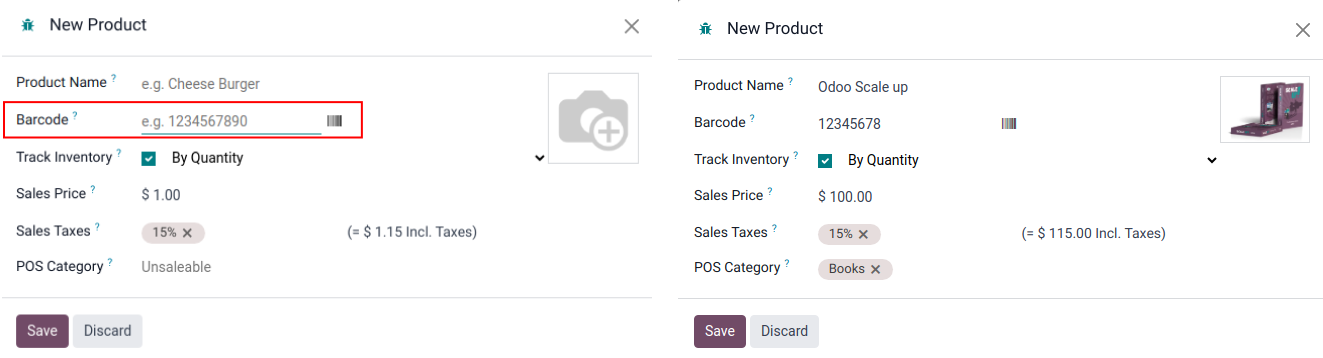 New Product
Product Name ? e.g. Cheese Burger
Barcode ? e.g. 1234567890
Track Inventory ? By Quantity
Sales Price ? $ 1.00
Sales Taxes ? 15% (= $ 1.15 Incl. Taxes)
POS Category ? Unsaleable
Save Discard
New Product
Product Name ? Odoo Scale up
Barcode ? 12345678
Track Inventory ? By Quantity
Sales Price ? $ 100.00
Sales Taxes ? 15% (= $ 115.00 Incl. Taxes)
POS Category ? Books
SCALE
Save Discard